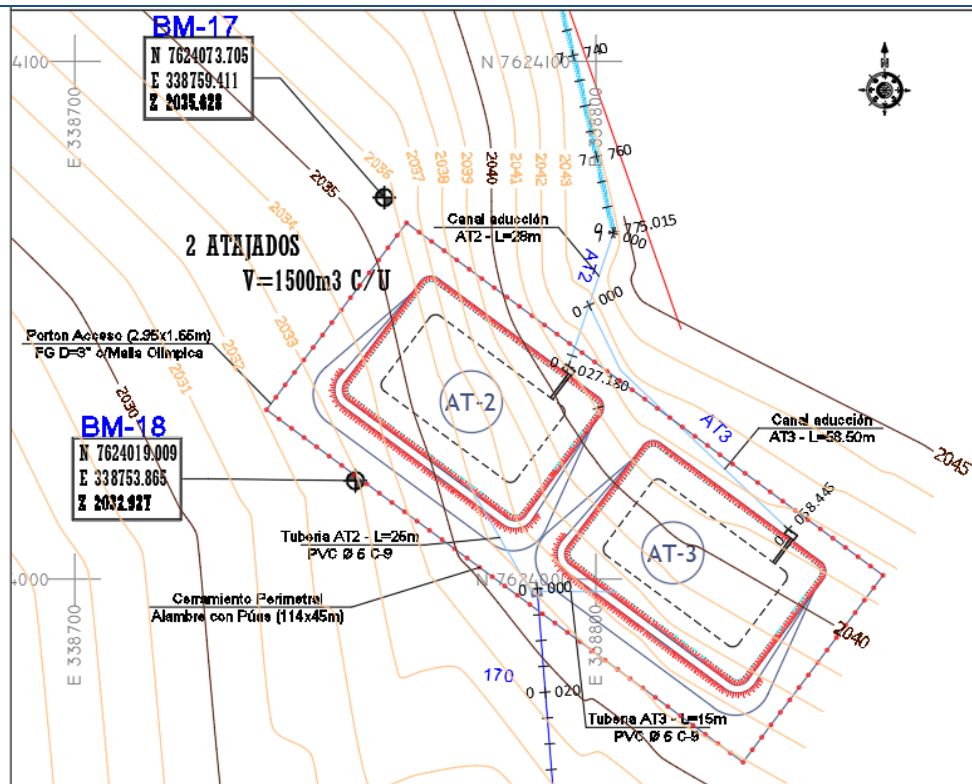 BM-17
N 7624073.705
E 338759.411
Z 2035.628
4100
N 7624100
E 338700
E 338800
740
760
775.015
N
2036
2037
2038
2039
2040
2041
2042
2043
2035
2034
2033
2032
2031
2030
2 ATAJADOS
V=1500m3 C/U
Canal aducción
AT2 - L=28m
AT2
0+000
027.130
Porton Acceso (2.95x1.65m)
FG D=3" c/Malla Olimpica
AT-2
BM-18
N 7624019.009
E 338753.865
Z 2032.927
AT3
Canal aducción
AT3 - L=58.50m
2045
058.445
AT-3
Tuberia AT2 - L=26m
PVC Ø 6 C-9
4000
N 7624000
0+000
Cerramiento Perimetral
Alambre con Púas (114x45m)
2040
E 338700
E 338800
170
0 020
Tuberia AT3 - L=15m
PVC Ø 6 C-9